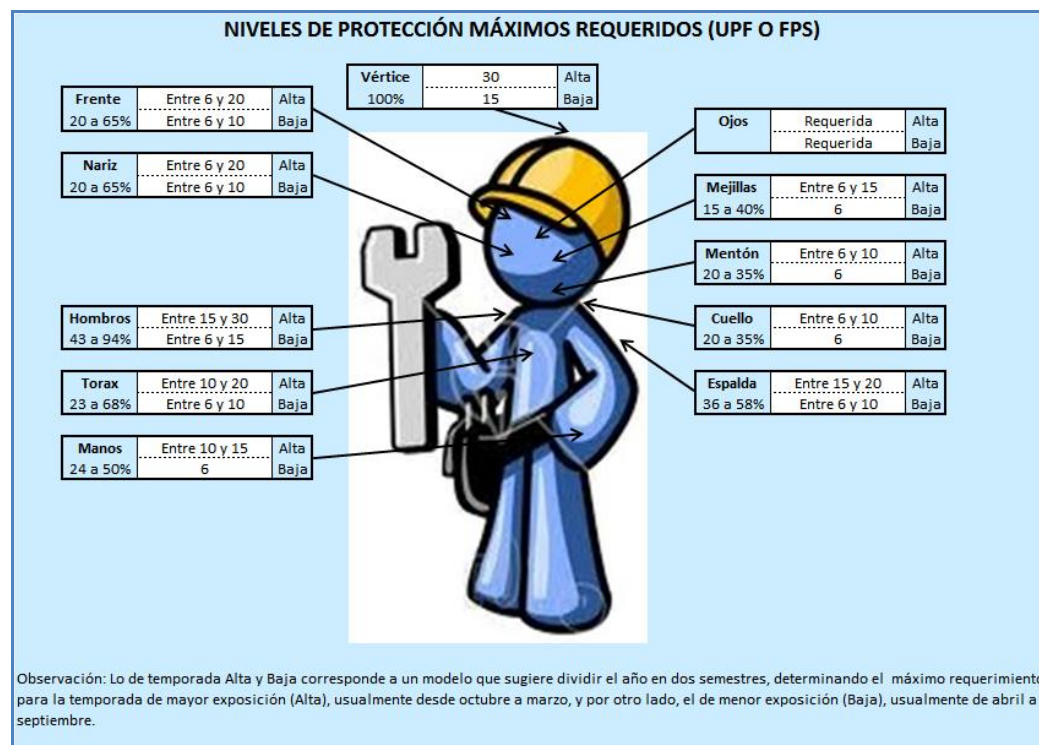 NIVELES DE PROTECCIÓN MÁXIMOS REQUERIDOS (UPF O FPS)
Vértice 30 Alta
100% 15 Baja
Frente Entre 6 y 20 Alta
20 a 65% Entre 6 y 10 Baja
Nariz Entre 6 y 20 Alta
20 a 65% Entre 6 y 10 Baja
Hombros Entre 15 y 30 Alta
43 a 94% Entre 6 y 15 Baja
Torax Entre 10 y 20 Alta
23 a 68% Entre 6 y 10 Baja
Manos Entre 10 y 15 Alta
24 a 50% 6 Baja
Ojos Requerida Alta
Requerida Baja
Mejillas Entre 6 y 15 Alta
15 a 40% 6 Baja
Mentón Entre 6 y 10 Alta
20 a 35% 6 Baja
Cuello Entre 6 y 10 Alta
20 a 35% 6 Baja
Espalda Entre 15 y 20 Alta
36 a 58% Entre 6 y 10 Baja
Observación: Lo de temporada Alta y Baja corresponde a un modelo que sugiere dividir el año en dos semestres, determinando el máximo requerimiento
para la temporada de mayor exposición (Alta), usualmente desde octubre a marzo, y por otro lado, el de menor exposición (Baja), usualmente de abril a
septiembre.